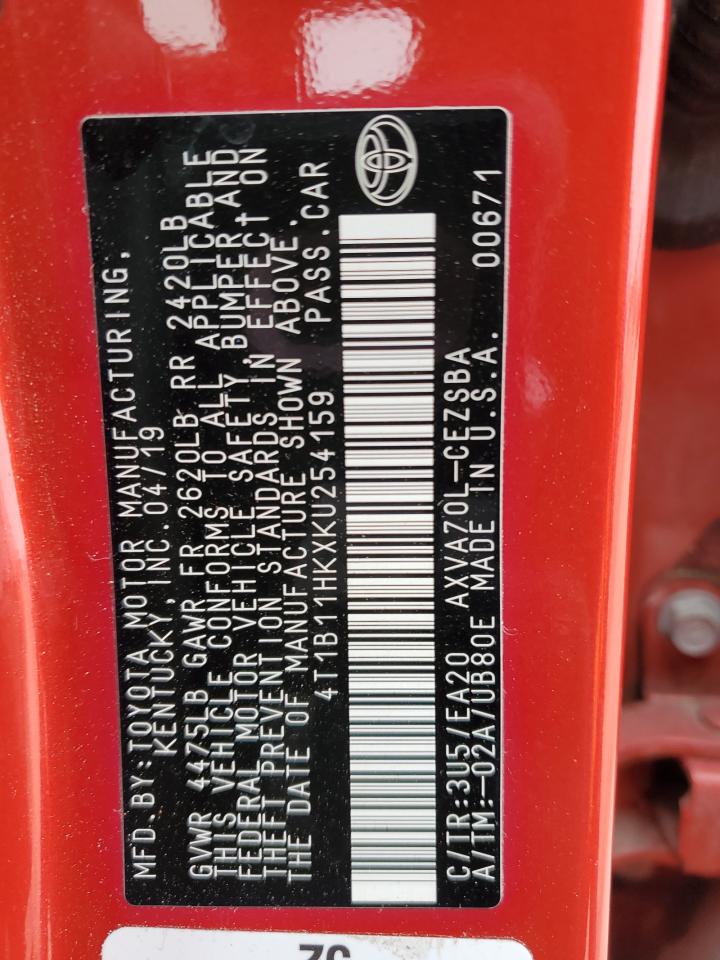 MFD.BY:TOYOTA MOTOR MANUFACTURING,
KENTUCKY, INC. 04/19
GVWR 4475LB GAWR FR 2620LB RR 2420LB
THIS VEHICLE CONFORMS TO ALL APPLICABLE
FEDERAL MOTOR VEHICLE SAFETY,BUMPER AND
THEFT PREVENTION STANDARDS IN EFFECT ON
THE DATE OF MANUFACTURE SHOWN ABOVE.
4T1B11HKXKU254159 PASS.CAR
C/TR:3U5/EA20 AXVA70L-CEZSBA
A/TM:-02A/UB80E MADE IN U.S.A. 00671